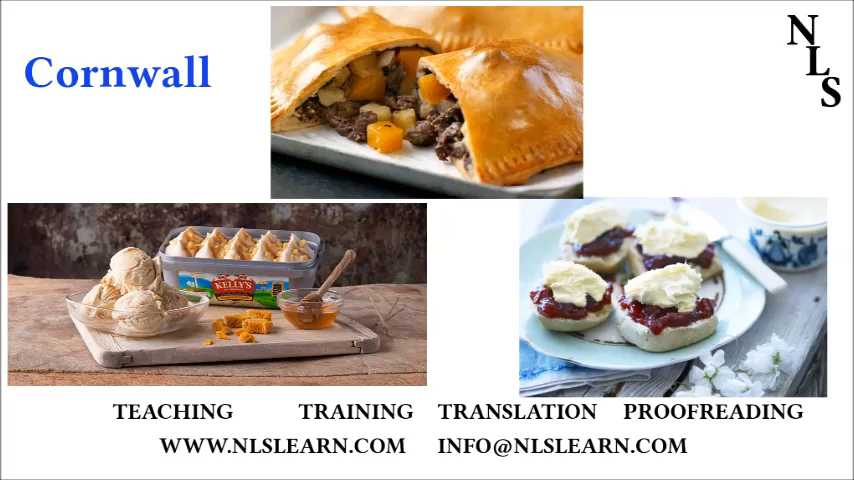 Cornwall
N
L
S
KELLY'S
TEACHING TRAINING TRANSLATION PROOFREADING
WWW.NLSLEARN.COM INFO@NLSLEARN.COM